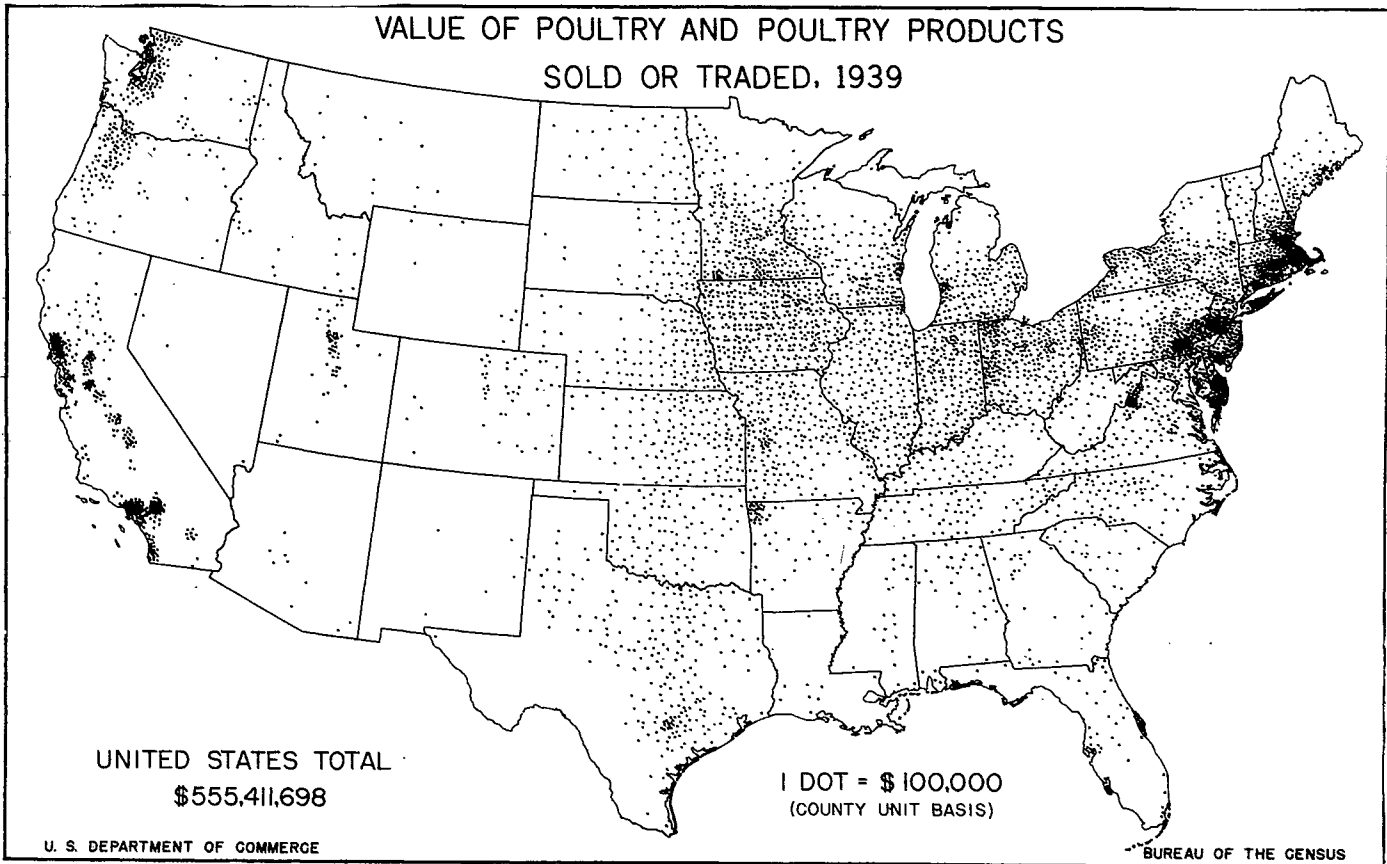 VALUE OF POULTRY AND POULTRY PRODUCTS
SOLD OR TRADED, 1939
UNITED STATES TOTAL
$555,411,698
1 DOT = $100,000
(COUNTY UNIT BASIS)
U. S. DEPARTMENT OF COMMERCE
BUREAU OF THE CENSUS